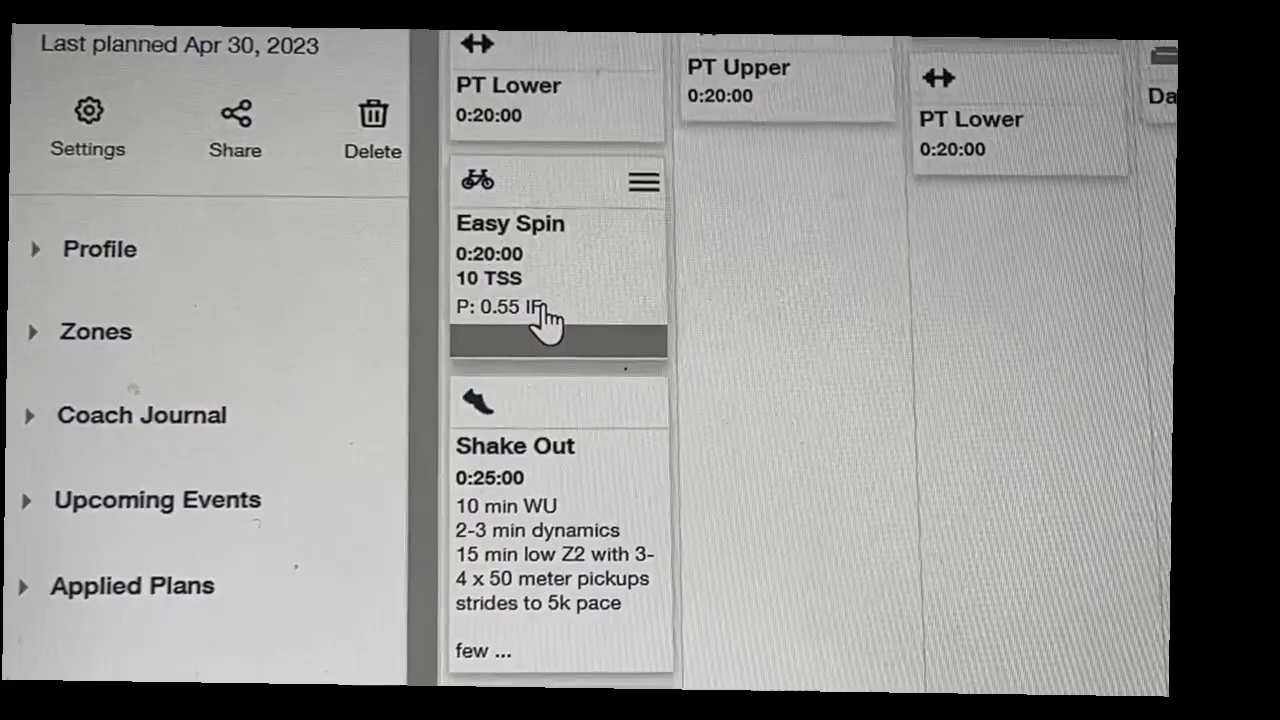 Last planned Apr 30, 2023
Settings
Share
Delete
Profile
Zones
Coach Journal
Upcoming Events
Applied Plans
PT Lower
0:20:00
Easy Spin
0:20:00
10 TSS
P: 0.55 IF
Shake Out
0:25:00
10 min WU
2-3 min dynamics
15 min low Z2 with 3-
4 x 50 meter pickups
strides to 5k pace
few ...
PT Upper
0:20:00
PT Lower
0:20:00
Da